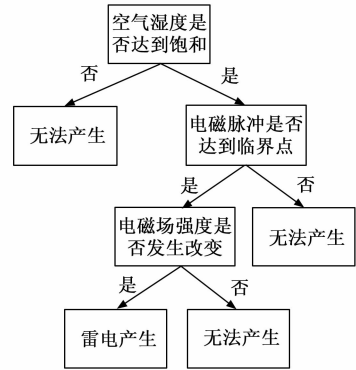 空气湿度是
否达到饱和
否
是
无法产生
电磁脉冲是否
达到临界点
是
否
电磁场强度是
否发生改变
无法产生
是
否
雷电产生
无法产生